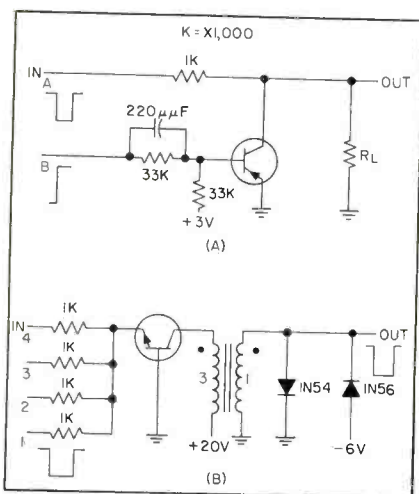 K = X1,000
1K
IN
A
OUT
220μμF
B
33K
33K
RL
+3V
(A)
1K
IN
4
1K
3
1K
2
1K
1
3
1
OUT
1N54
1N56
+20V
-6V
(B)